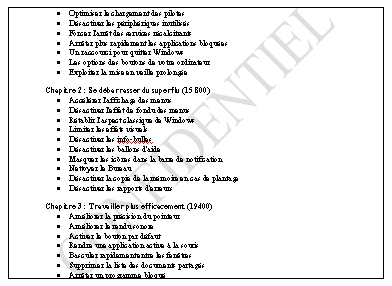 Optimiser le chargement des pilotes
Désactiver les périphériques inutilisés
Forcer l'arrêt des services récalcitrants
Arrêter plus rapidement les applications bloquées
Un raccourci pour quitter Windows
Les options des boutons de votre ordinateur
Exploiter la mise en veille prolongée
Chapitre 2 : Se débarrasser du superflu (15 800)
Accélérer l'affichage des menus
Désactiver l'effet de fondu des menus
Rétablir l'aspect classique de Windows
Limiter les effets visuels
Désactiver les info-bulles
Désactiver les ballons d'aide
Masquer les icônes dans la barre de notification
Nettoyer le Bureau
Désactiver la copie de la mémoire en cas de plantage
Désactiver les rapports d'erreurs
Chapitre 3 : Travailler plus efficacement (19400)
Améliorer la précision du pointeur
Améliorer le rendu sonore
Activer le bouton par défaut
Rendre une application active à la souris
Basculer rapidement entre les fenêtres
Supprimer la liste des documents partagés
Arrêter un programme bloqué
CONFIDENTIEL